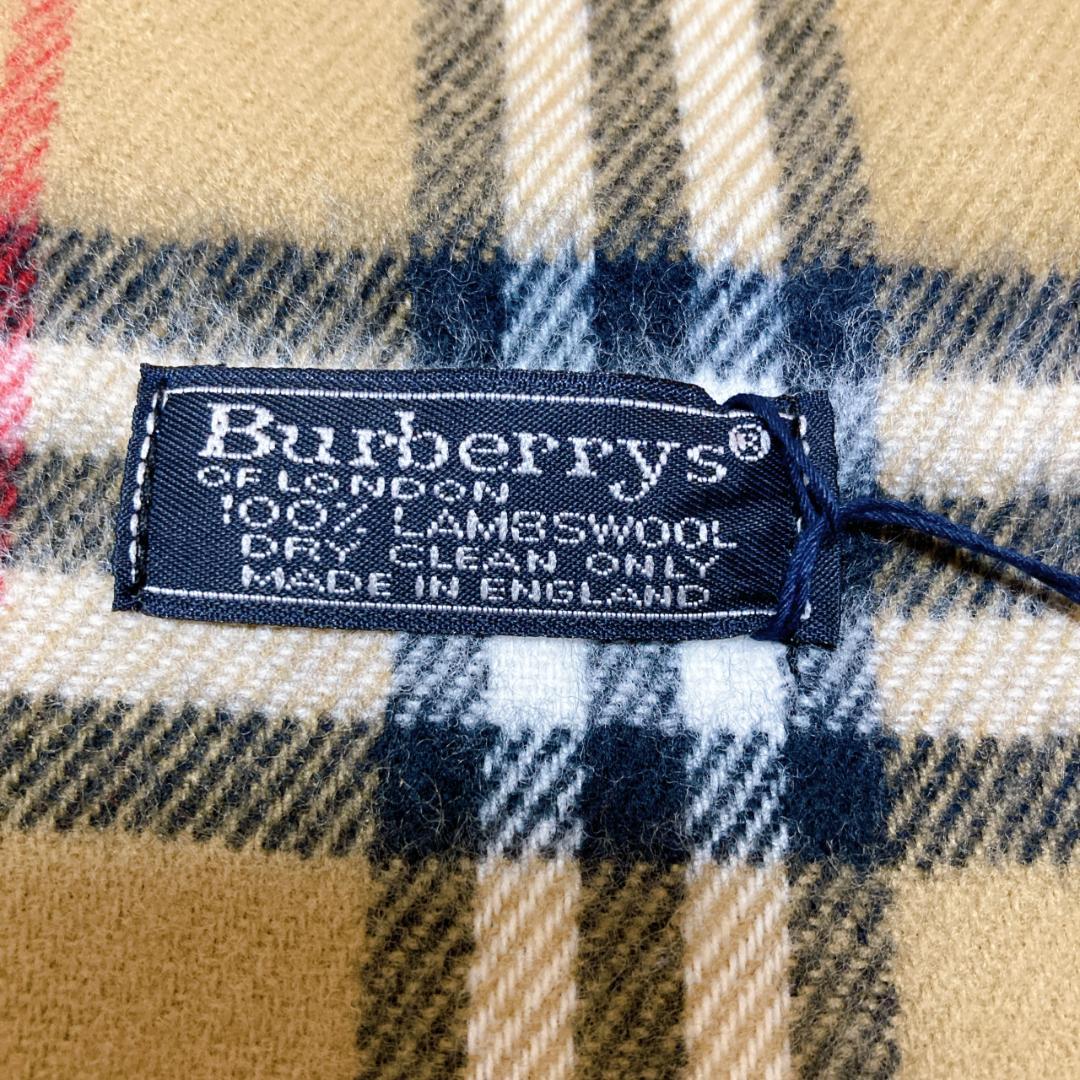 Burberrys®
OF LONDON
100% LAMBSWOOL
DRY CLEAN ONLY
MADE IN ENGLAND